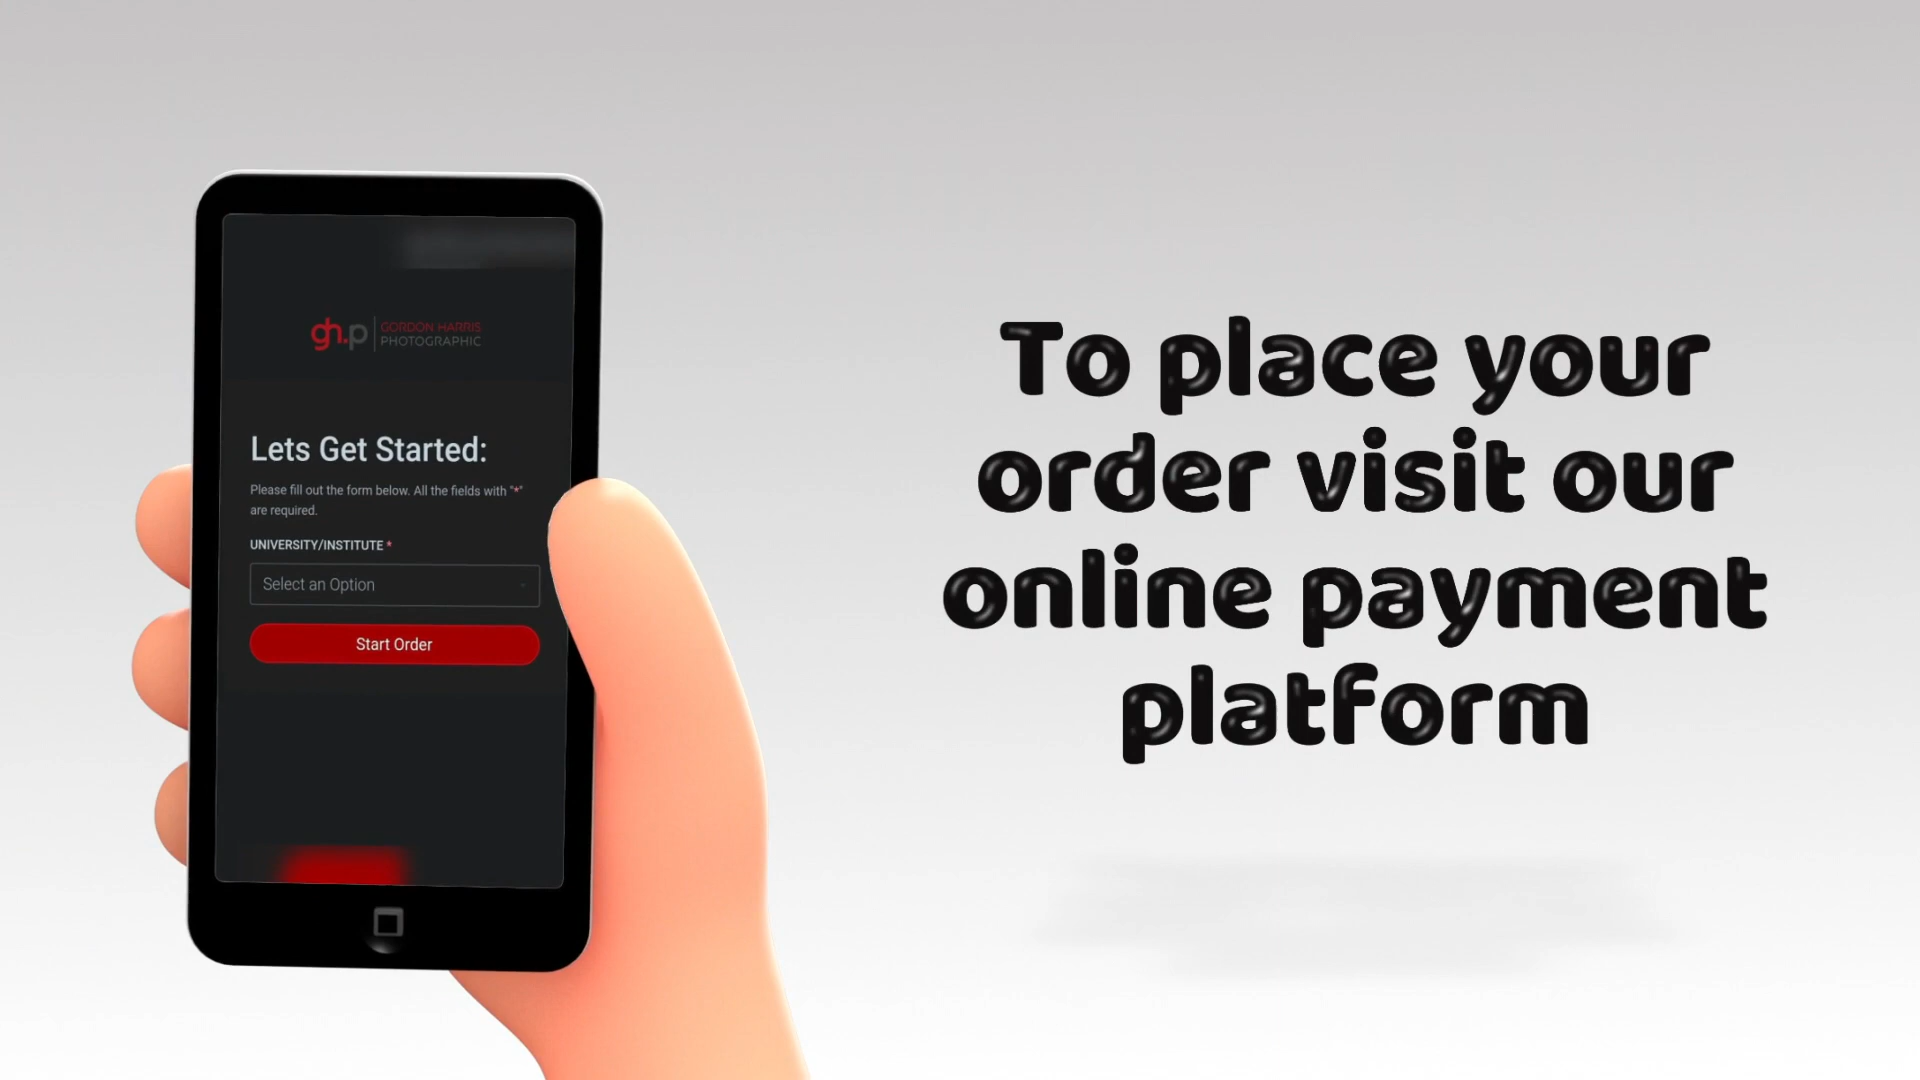 gh.p
GORDON HARRIS
PHOTOGRAPHIC
Lets Get Started:
Please fill out the form below. All the fields with "*"
are required.
UNIVERSITY/INSTITUTE *
Select an Option
Start Order
To place your
order visit our
online payment
platform